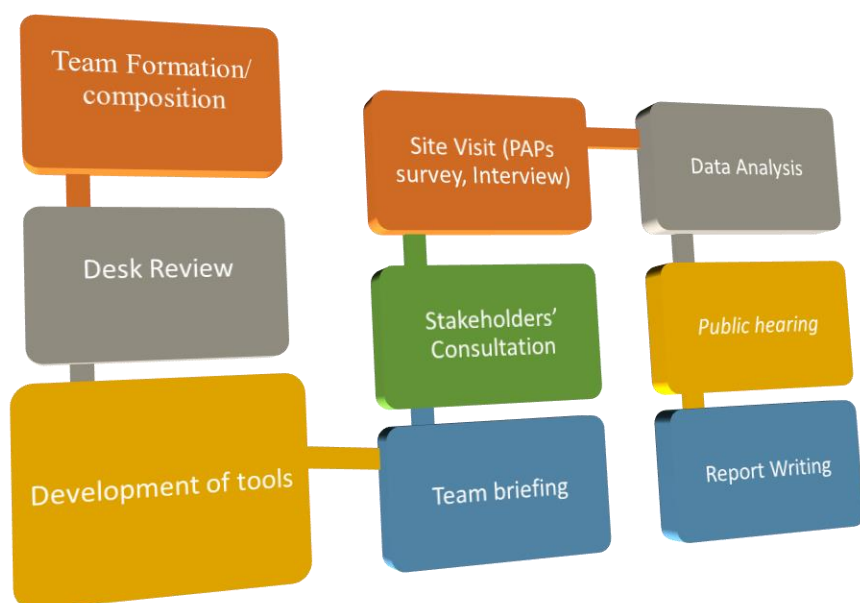 Team Formation/
composition
Desk Review
Development of tools
Team briefing
Stakeholders’
Consultation
Site Visit (PAPs
survey, Interview)
Data Analysis
Public hearing
Report Writing